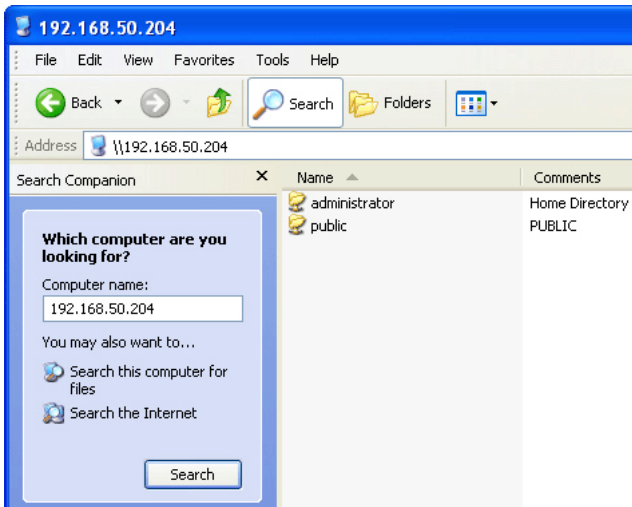 192.168.50.204
File Edit View Favorites Tools Help
Back Search Folders
Address \\192.168.50.204
Search Companion Name Comments
administrator Home Directory
public PUBLIC
Which computer are you
looking for?
Computer name:
192.168.50.204
You may also want to...
Search this computer for
files
Search the Internet
Search